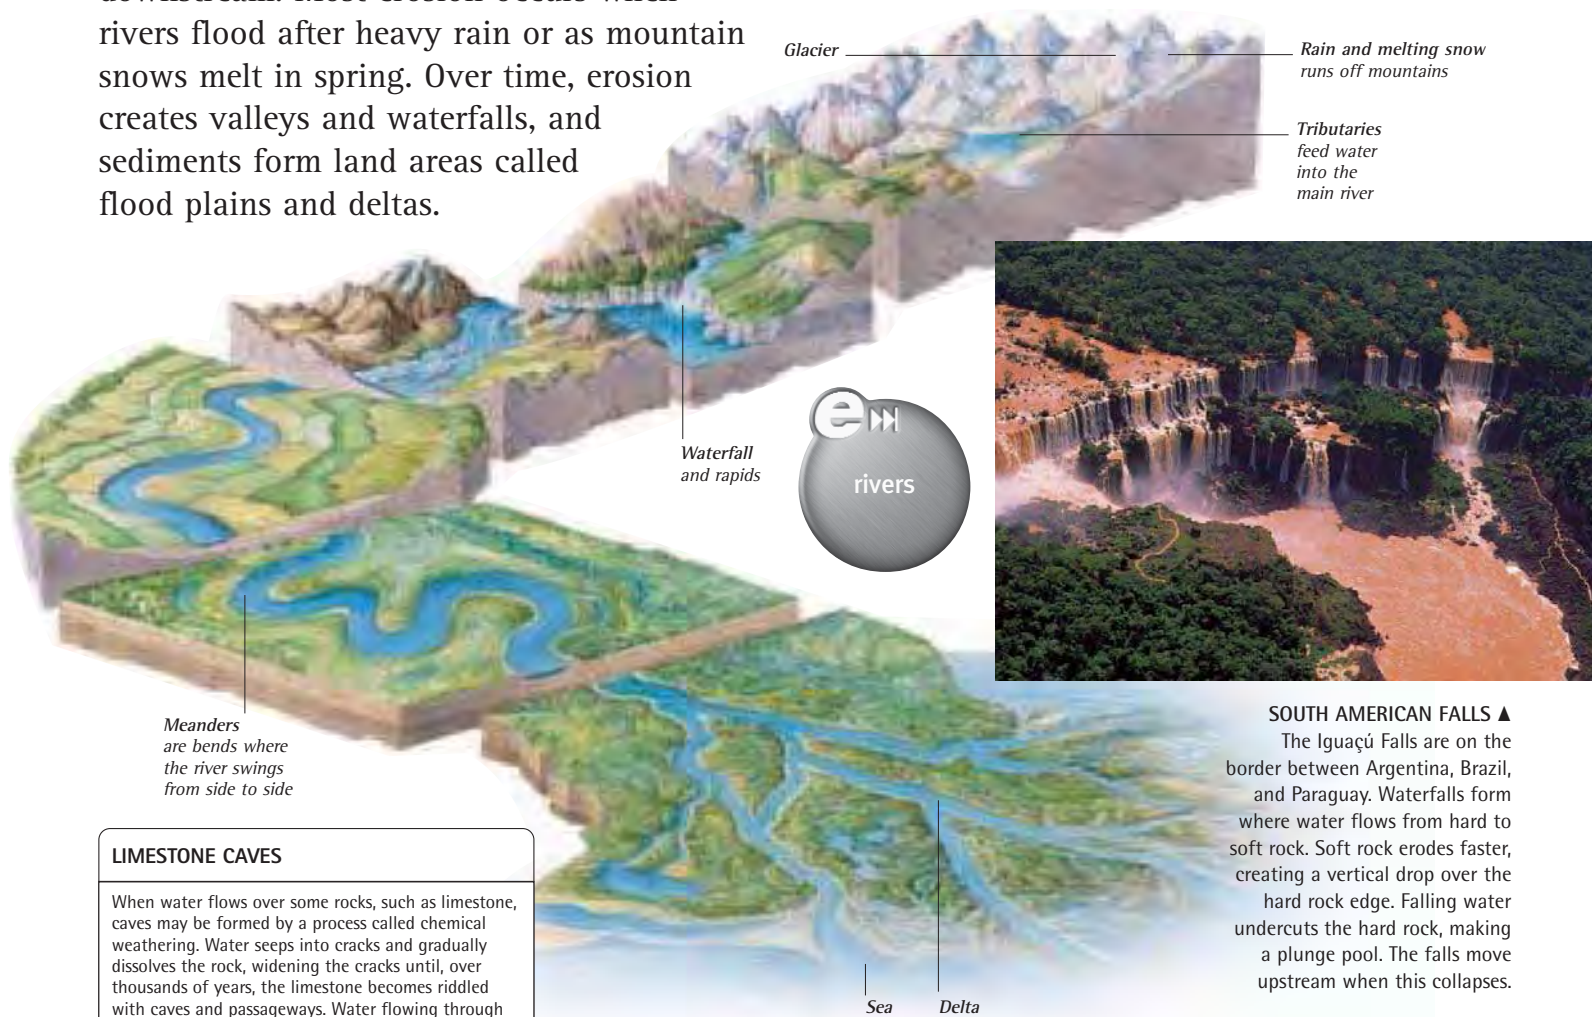 downstream. Most erosion occurs when
rivers flood after heavy rain or as mountain
snows melt in spring. Over time, erosion
creates valleys and waterfalls, and
sediments form land areas called
flood plains and deltas.
Glacier
Rain and melting snow
runs off mountains
Tributaries
feed water
into the
main river
Waterfall
and rapids
e
rivers
Meanders
are bends where
the river swings
from side to side
SOUTH AMERICAN FALLS ▲
The Iguaçú Falls are on the
border between Argentina, Brazil,
and Paraguay. Waterfalls form
where water flows from hard to
soft rock. Soft rock erodes faster,
creating a vertical drop over the
hard rock edge. Falling water
undercuts the hard rock, making
a plunge pool. The falls move
upstream when this collapses.
LIMESTONE CAVES
When water flows over some rocks, such as limestone,
caves may be formed by a process called chemical
weathering. Water seeps into cracks and gradually
dissolves the rock, widening the cracks until, over
thousands of years, the limestone becomes riddled
with caves and passageways. Water flowing through
Sea
Delta